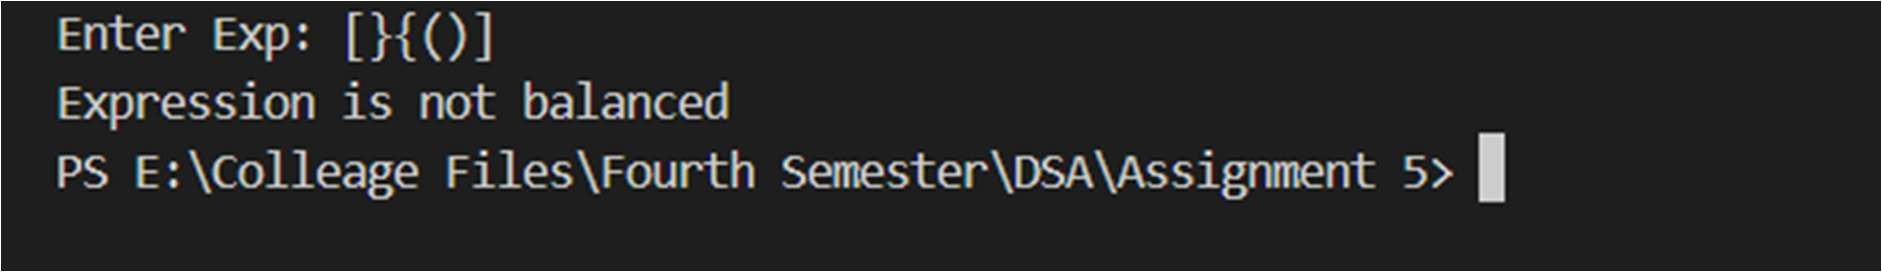 Enter Exp: [}{()]
Expression is not balanced
PS E:\Colleage Files\Fourth Semester\DSA\Assignment 5>